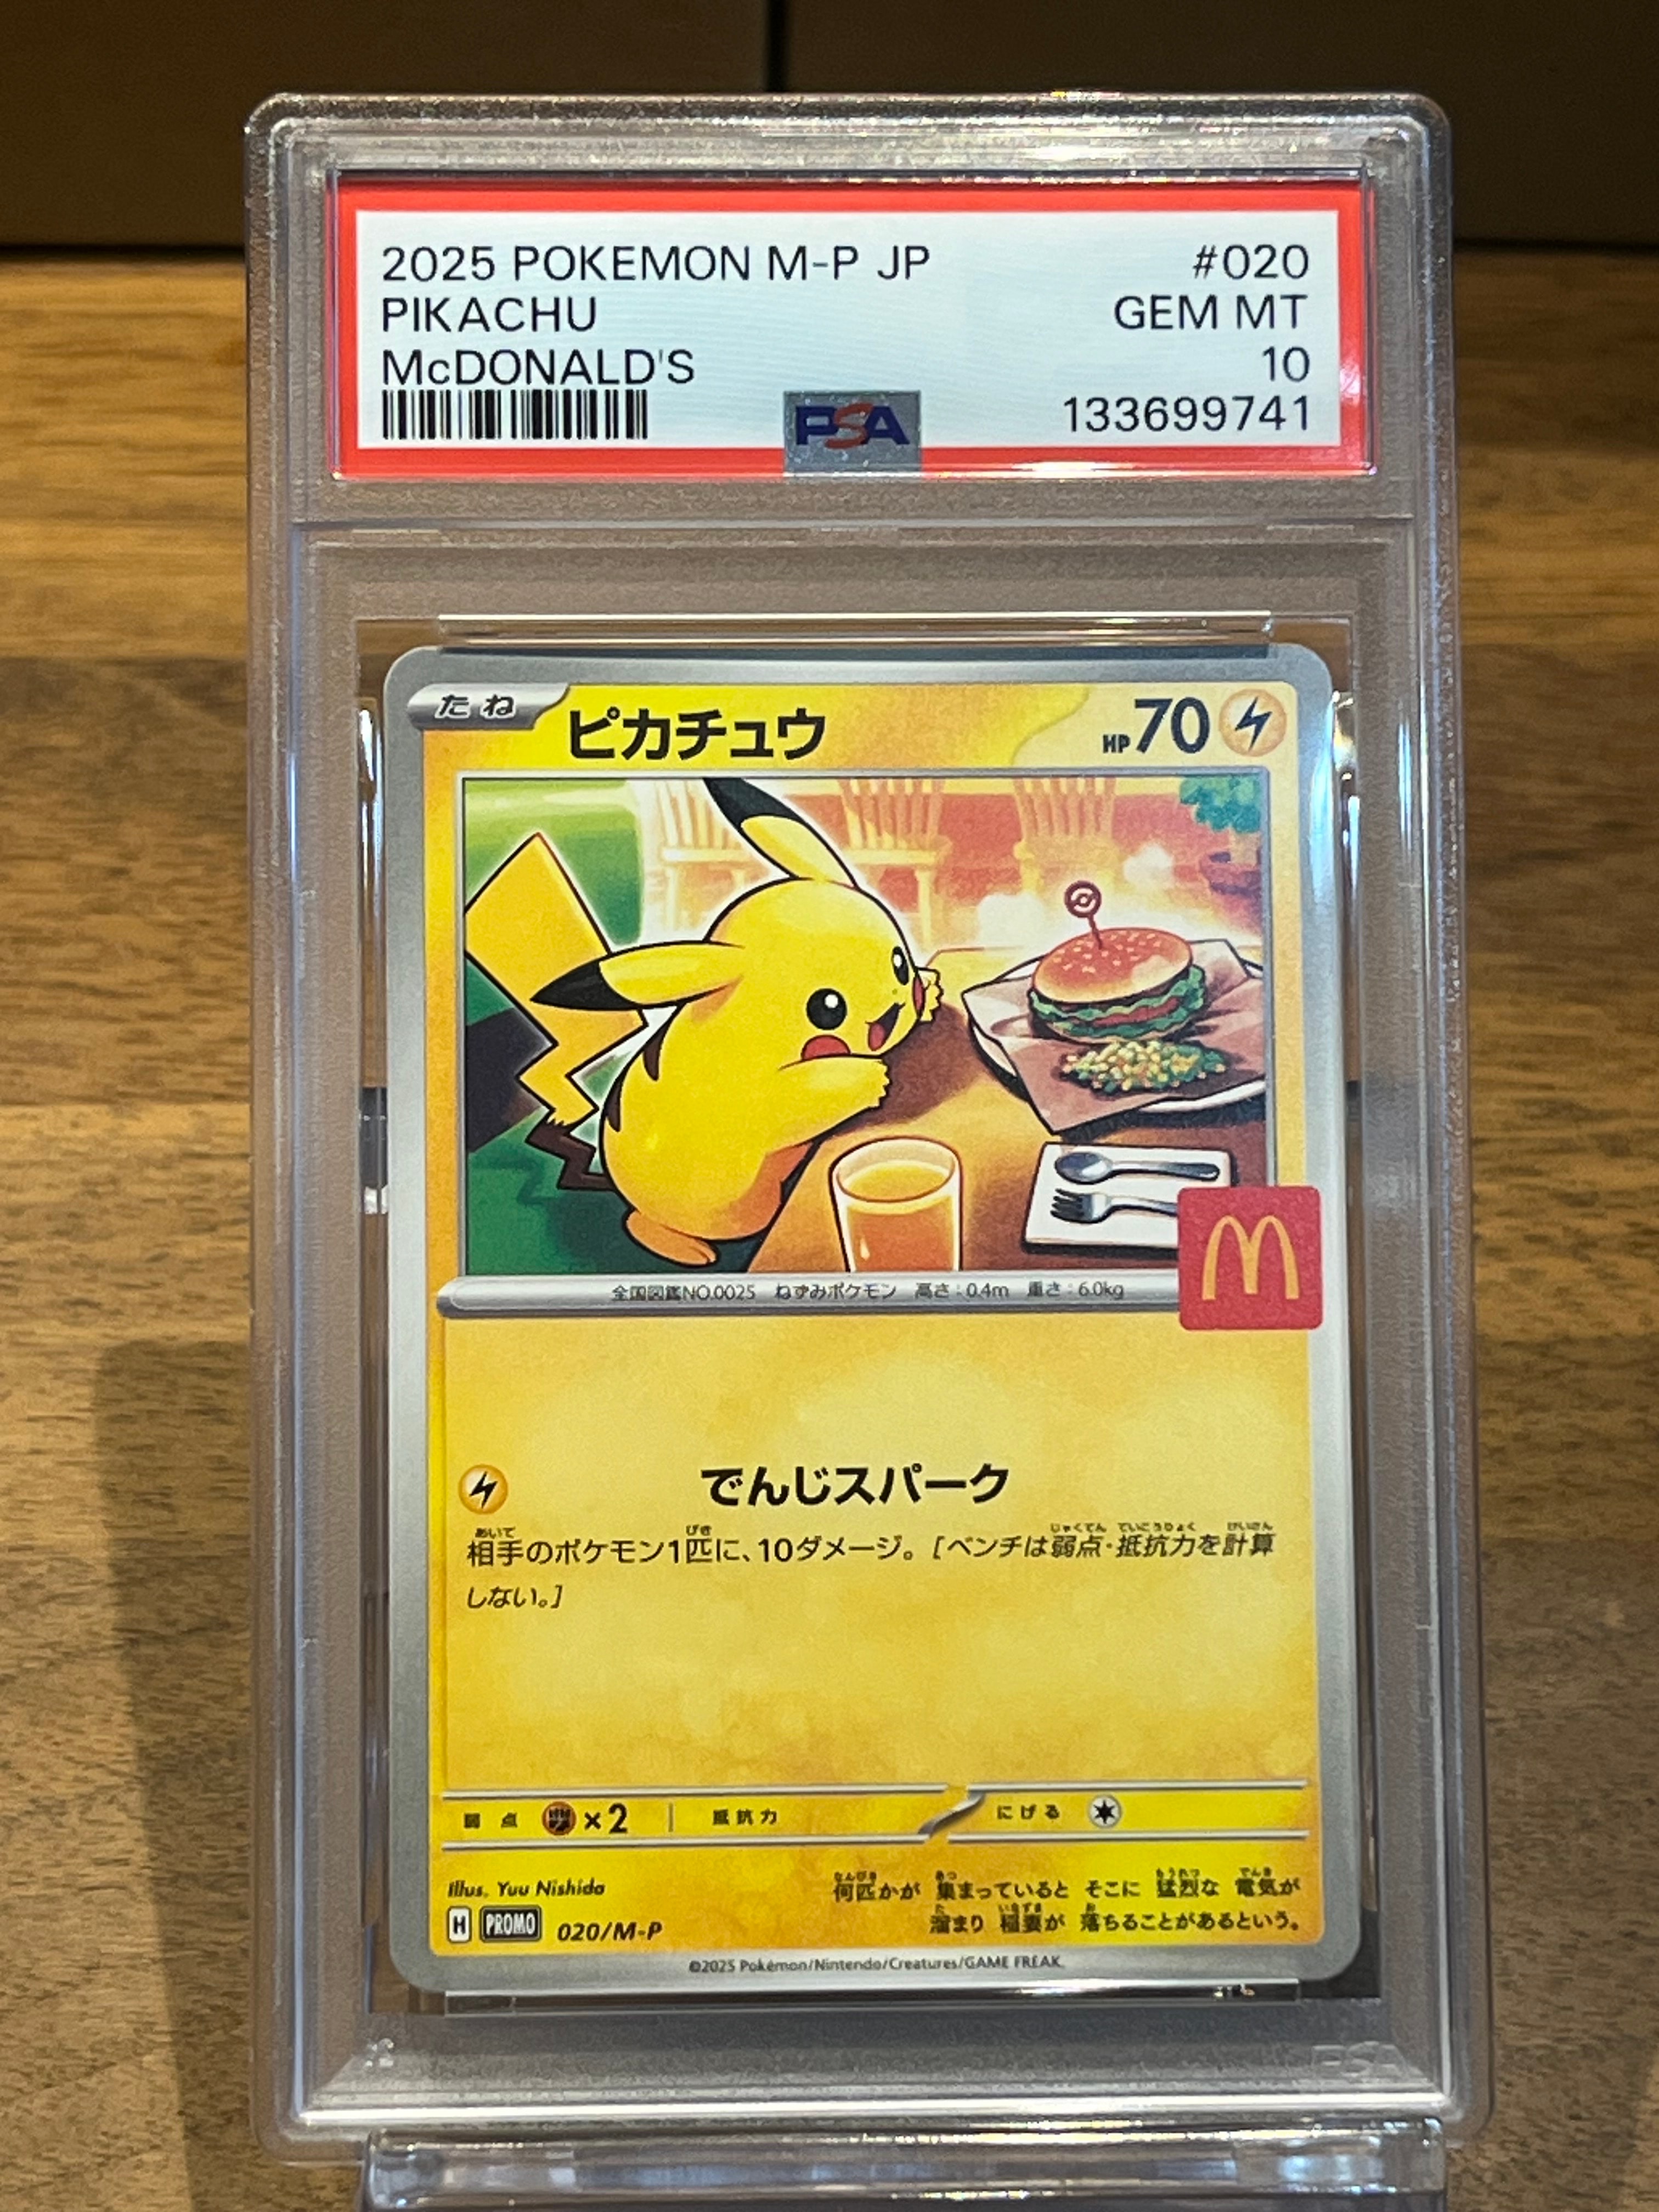 2025 POKEMON M-P JP #020
PIKACHU GEM MT
McDONALD'S 10
PSA 133699741
たね ピカチュウ HP70
M
全国図鑑NO.0025 ねずみポケモン 高さ:0.4m 重さ:6.0kg
でんじスパーク
相手のポケモン1匹に、10ダメージ。[ベンチは弱点・抵抗力を計算
しない。]
弱点 ×2 抵抗力 にげる
Illus. Yuu Nishida
何匹かが 集まっていると そこに 猛烈な 電気が
溜まり 稲妻が 落ちることがあるという。
H PROMO 020/M-P
©2025 Pokémon/Nintendo/Creatures/GAME FREAK.
PSA